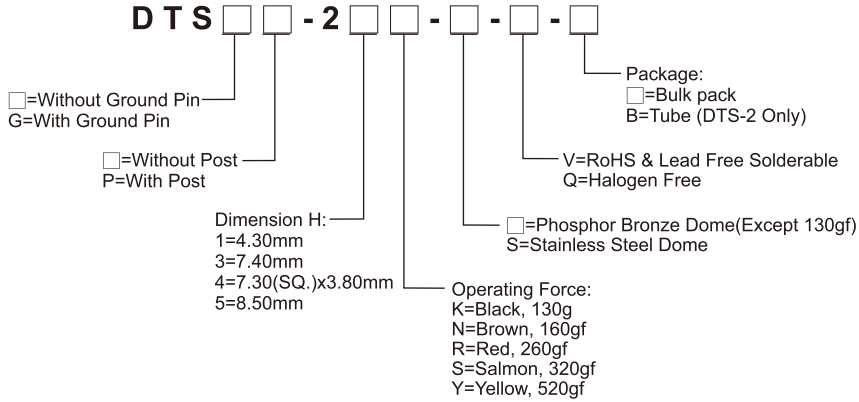 DTS□□-2□□-□-□-□
Package:
□=Bulk pack
B=Tube (DTS-2 Only)
□=Without Ground Pin
G=With Ground Pin
□=Without Post
P=With Post
V=RoHS & Lead Free Solderable
Q=Halogen Free
Dimension H:
1=4.30mm
3=7.40mm
4=7.30(SQ.)x3.80mm
5=8.50mm
□=Phosphor Bronze Dome(Except 130gf)
S=Stainless Steel Dome
Operating Force:
K=Black, 130g
N=Brown, 160gf
R=Red, 260gf
S=Salmon, 320gf
Y=Yellow, 520gf